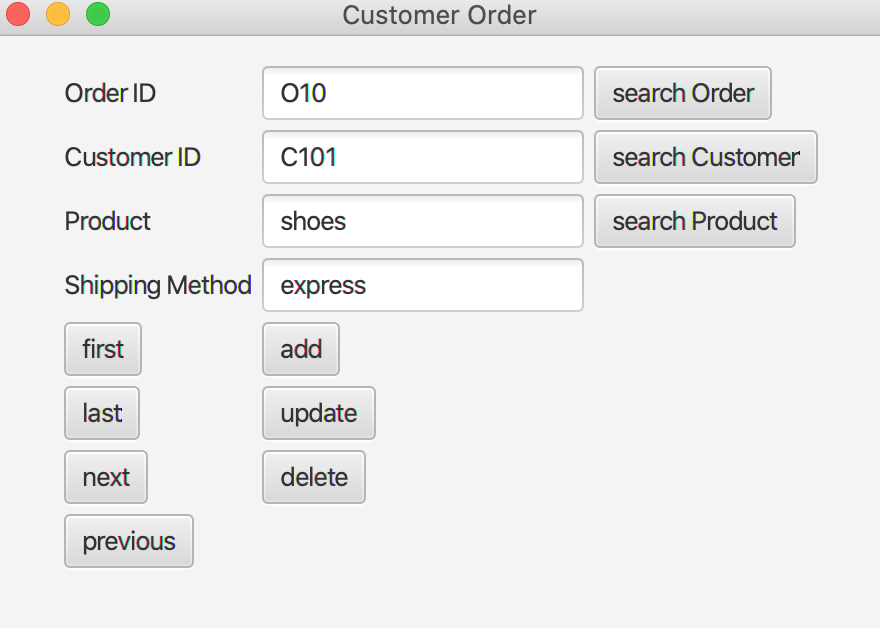 Customer Order
Order ID O10 search Order
Customer ID C101 search Customer
Product shoes search Product
Shipping Method express
first add
last update
next delete
previous